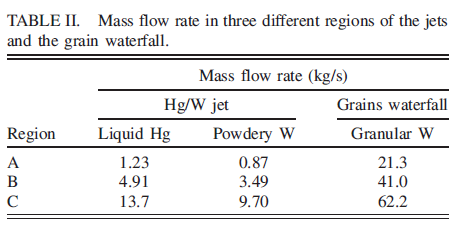 TABLE II. Mass flow rate in three different regions of the jets
and the grain waterfall.
Mass flow rate (kg/s)
Hg/W jet Grains waterfall
Region Liquid Hg Powdery W Granular W
A 1.23 0.87 21.3
B 4.91 3.49 41.0
C 13.7 9.70 62.2